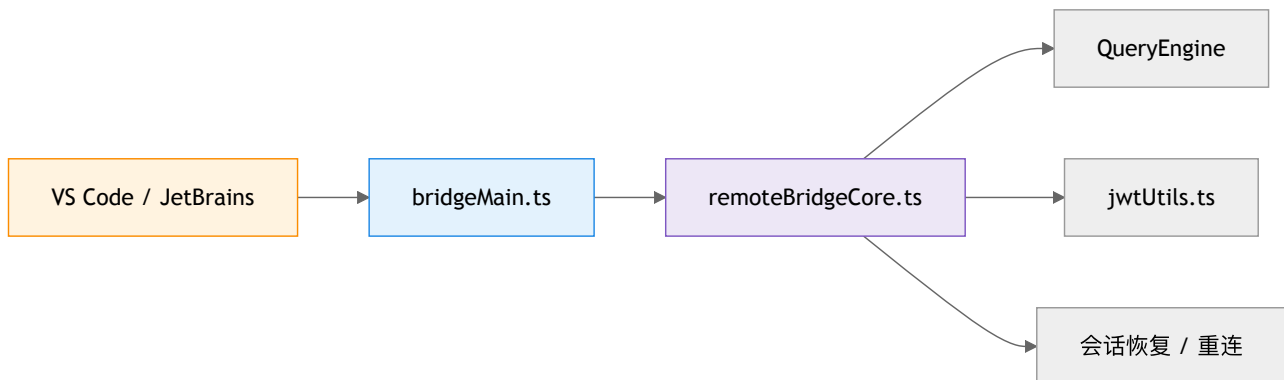 VS Code / JetBrains
bridgeMain.ts
remoteBridgeCore.ts
QueryEngine
jwtUtils.ts
会话恢复 / 重连